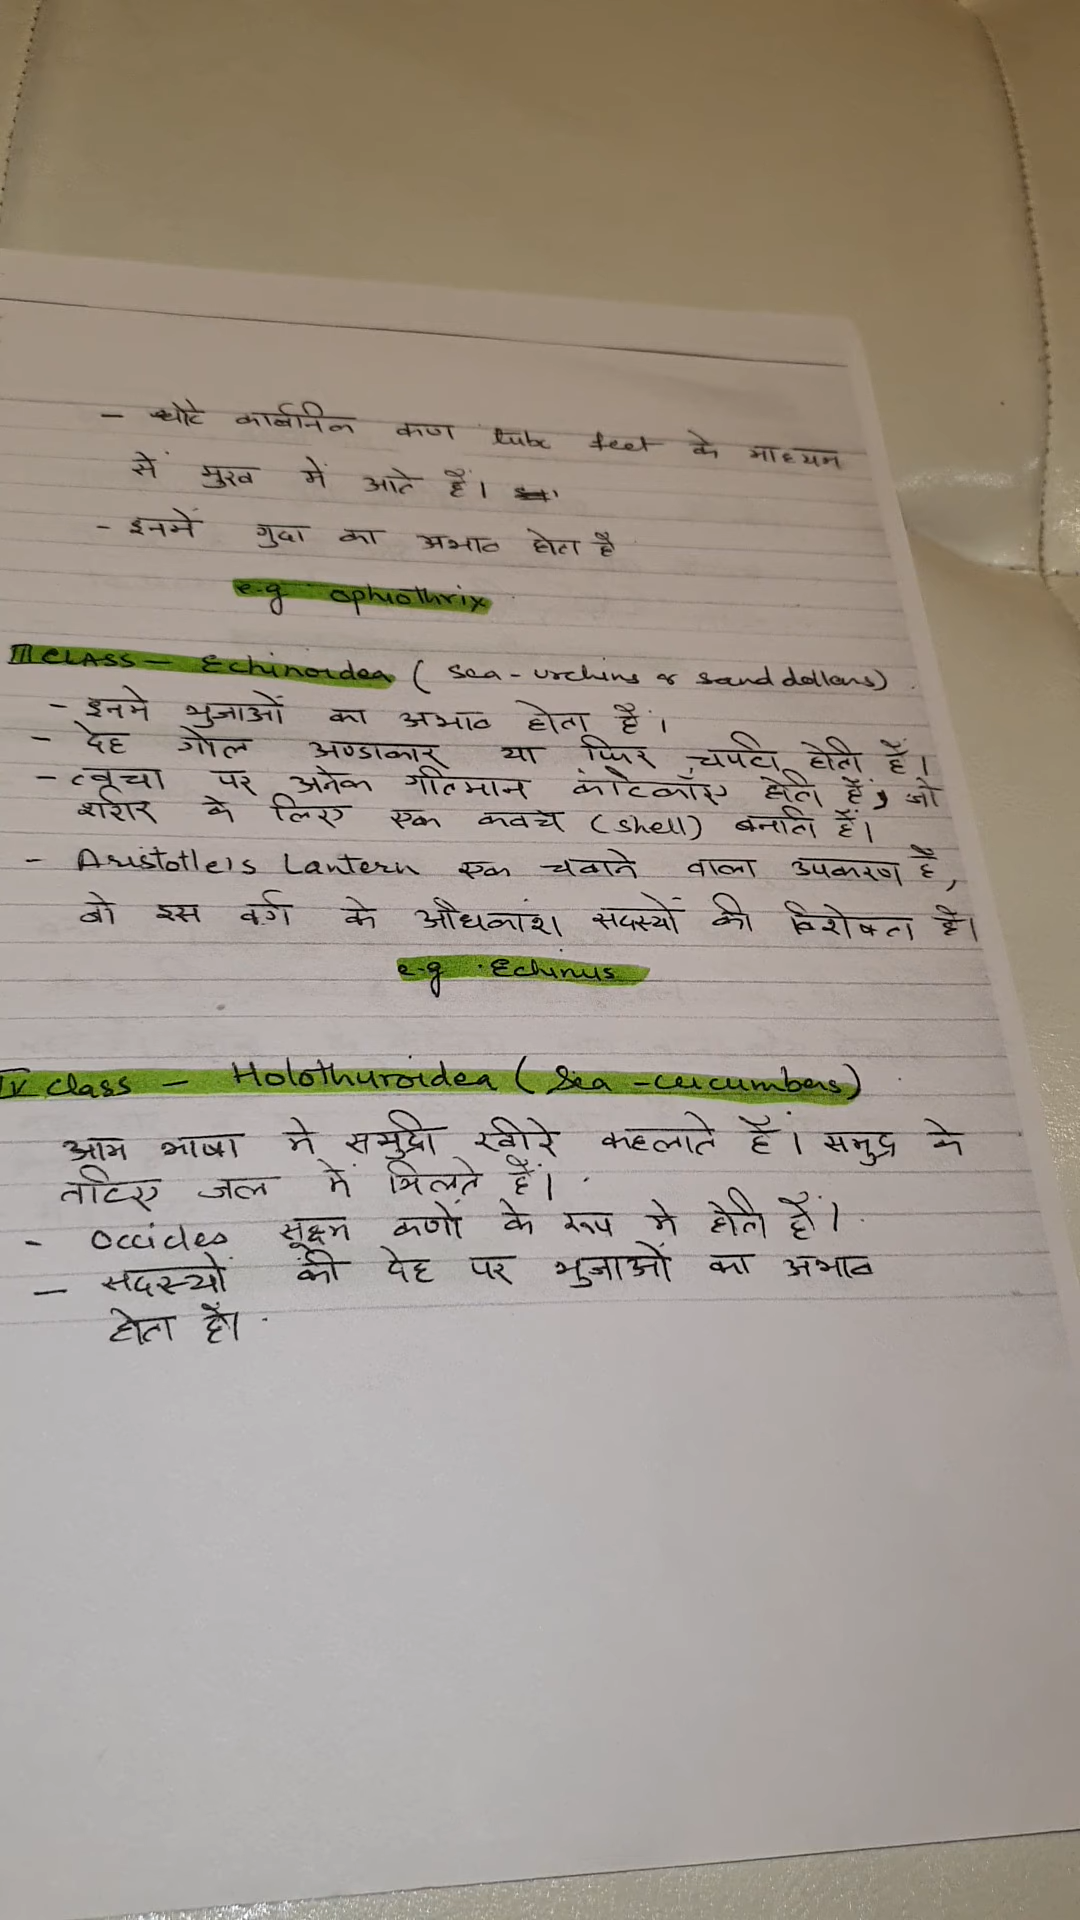 - छोटे कार्बनिल कण tube feet के माध्यम
से मुख में आते हैं।
- इनमें गुदा का अभाव होता है
e.g ophiothrix
III CLASS - Echinoidea ( Sea-urchins & sand dollars)
- इनमे भुजाओं का अभाव होता है।
- देह गोल अण्डाकार या फिर चपटी होती हैं।
- त्वचा पर अनेक गतिमान कंटिकाएँ होती हैं, जो
शरीर के लिए एक कवच (shell) बनाति हैं।
- Aristotle's Lantern एक चबाने वाला उपकरण है,
जो इस वर्ग के अधिकांश सदस्यों की विशेषता है।
e-g Echinus
IV class - Holothuroidea ( Sea-cucumbers)
आम भाषा मे समुद्री खीरे कहलाते हैं। समुद्र के
तटिए जल में मिलते हैं।
- Occideo सूक्ष्म कणों के रूप मे होती हैं।
- सदस्यों की देह पर भुजाओं का अभाव
होता है।